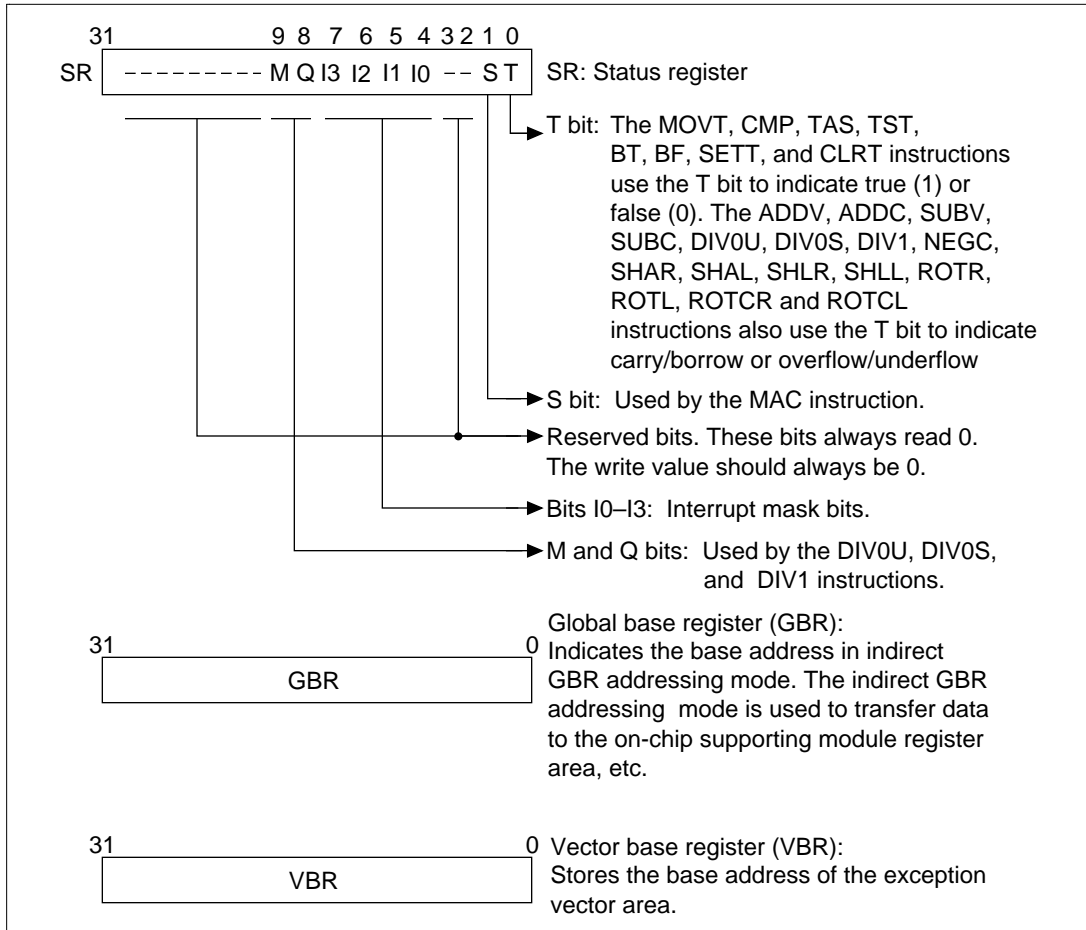 31 9 8 7 6 5 4 3 2 1 0
SR ---------- M Q I3 I2 I1 I0 -- S T SR: Status register
T bit: The MOVT, CMP, TAS, TST,
BT, BF, SETT, and CLRT instructions
use the T bit to indicate true (1) or
false (0). The ADDV, ADDC, SUBV,
SUBC, DIV0U, DIV0S, DIV1, NEGC,
SHAR, SHAL, SHLR, SHLL, ROTR,
ROTL, ROTCR and ROTCL
instructions also use the T bit to indicate
carry/borrow or overflow/underflow
S bit: Used by the MAC instruction.
Reserved bits. These bits always read 0.
The write value should always be 0.
Bits I0–I3: Interrupt mask bits.
M and Q bits: Used by the DIV0U, DIV0S,
and DIV1 instructions.
Global base register (GBR):
31 0 Indicates the base address in indirect
GBR GBR addressing mode. The indirect GBR
addressing mode is used to transfer data
to the on-chip supporting module register
area, etc.
31 0 Vector base register (VBR):
VBR Stores the base address of the exception
vector area.